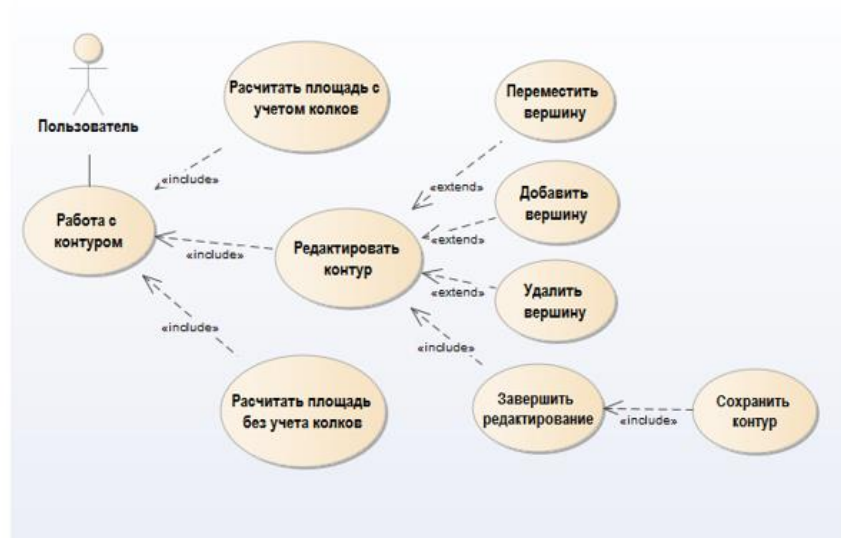 Пользователь
Расчитать площадь с
учетом колков
Переместить
вершину
«include»
«extend»
Добавить
вершину
Работа с
контуром
«include»
Редактировать
контур
«extend»
Удалить
вершину
«extend»
«include»
«include»
Расчитать площадь
без учета колков
Завершить
редактирование
«include»
Сохранить
контур